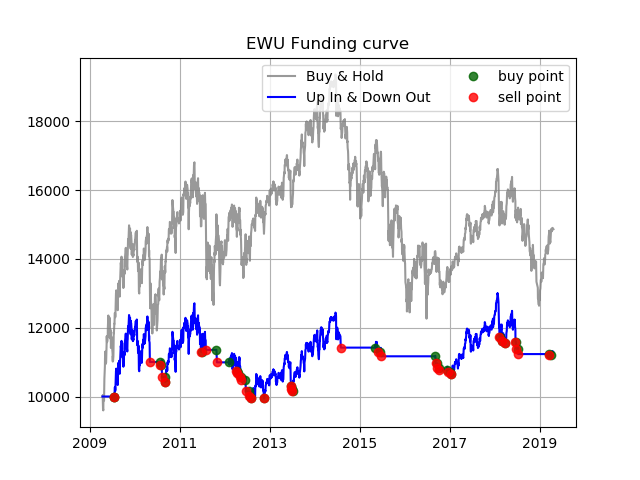 EWU Funding curve
Buy & Hold
Up In & Down Out
buy point
sell point
18000
16000
14000
12000
10000
2009
2011
2013
2015
2017
2019